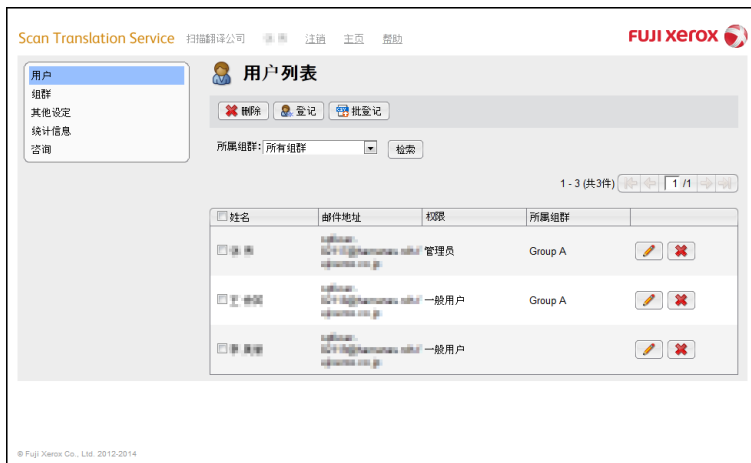 Scan Translation Service 扫描翻译公司 注销 主页 帮助
FUJI XEROX
用户
组群
其他设定
统计信息
咨询
用户列表
删除 登记 批登记
所属组群: 所有组群 检索
1 - 3 (共3件) 1 /1
姓名 邮件地址 权限 所属组群
管理员 Group A
一般用户 Group A
一般用户
© Fuji Xerox Co., Ltd. 2012-2014